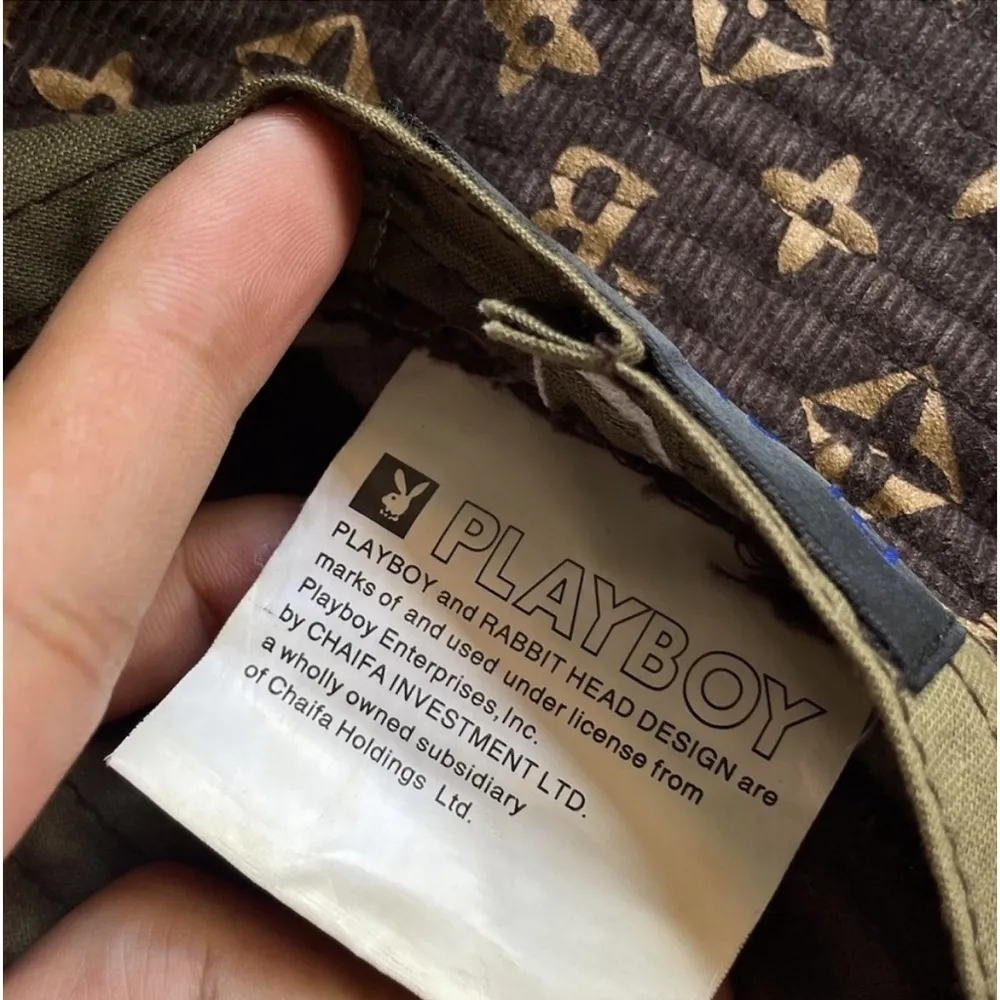 PLAYBOY
PLAYBOY and RABBIT HEAD DESIGN are
marks of and used under license from
Playboy Enterprises, Inc.
by CHAIFA INVESTMENT LTD.
a wholly owned subsidiary
of Chaifa Holdings Ltd.